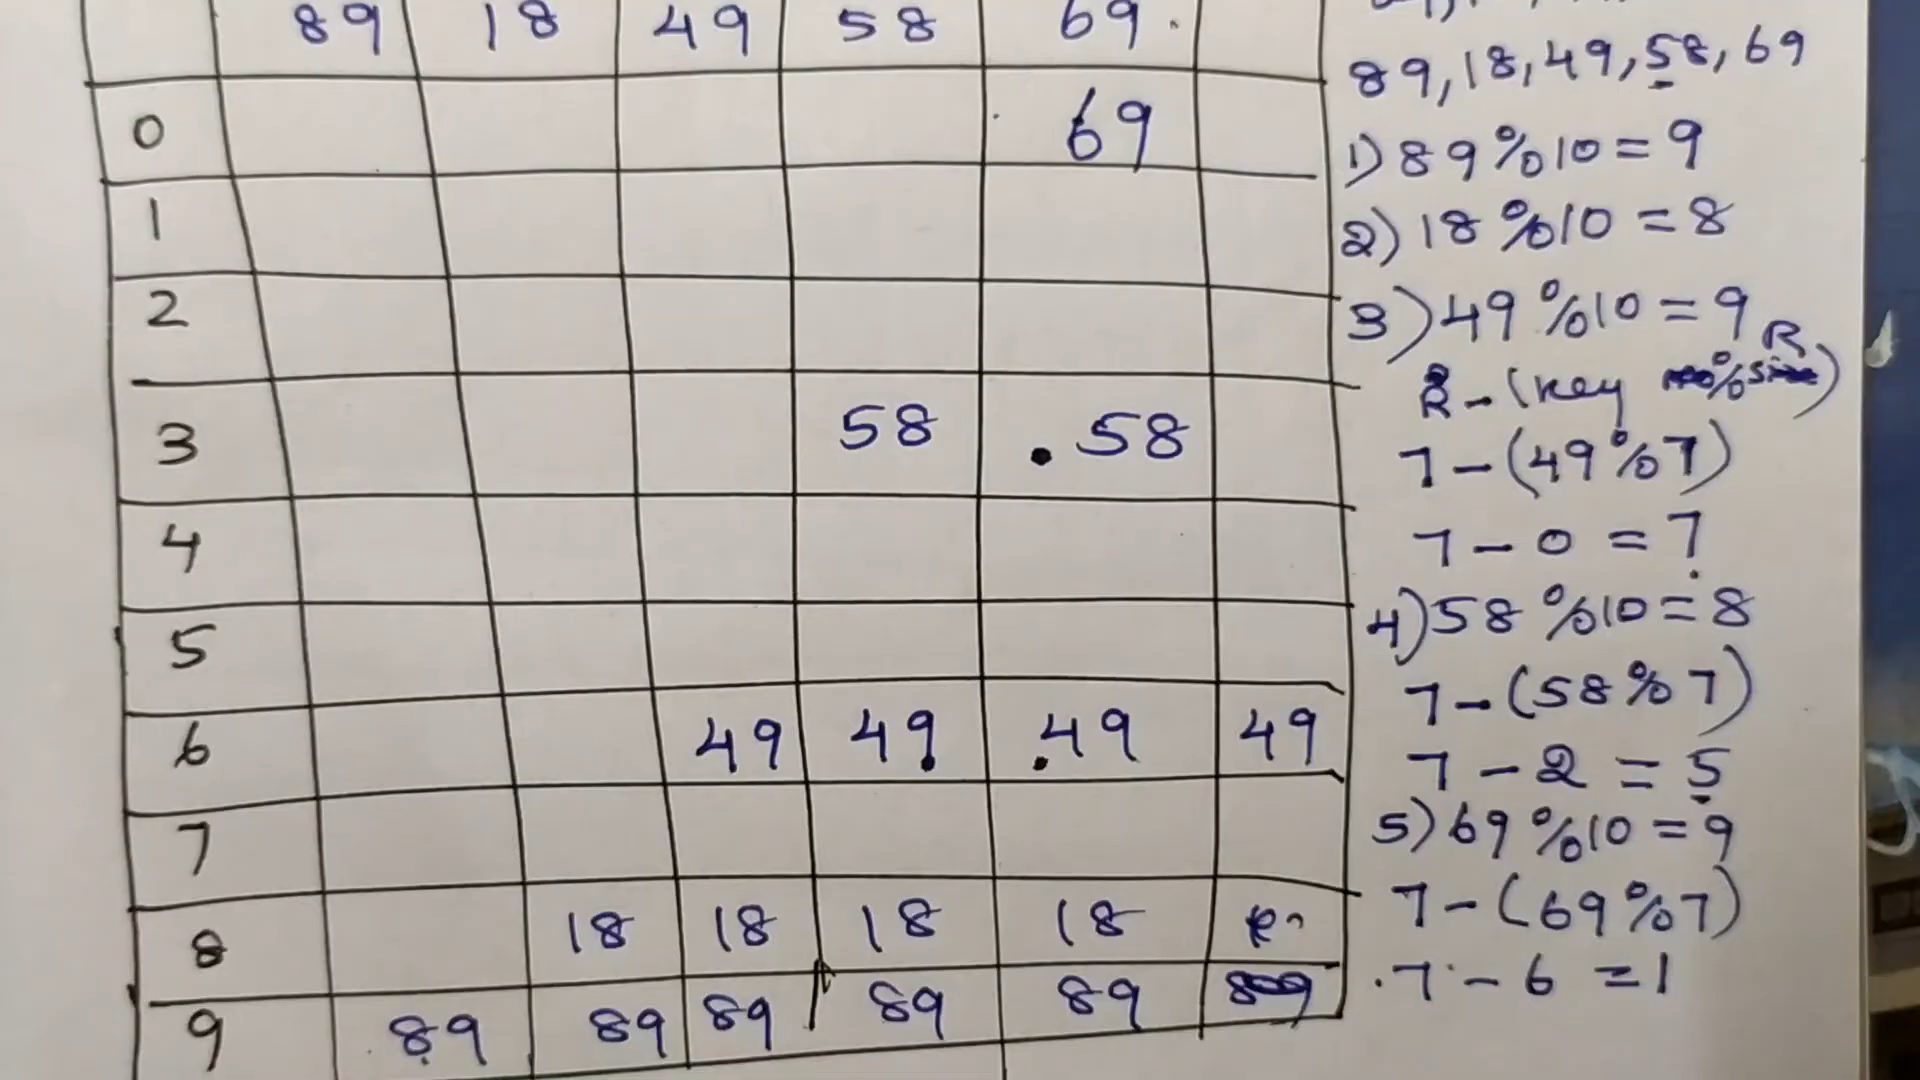 89 18 49 58 69
0 69
1
2
3 58 58
4
5
6 49 49 49 49
7
8 18 18 18 18
9 89 89 89 89 89
89, 18, 49, 58, 69
1) 89 % 10 = 9
2) 18 % 10 = 8
3) 49 % 10 = 9
R
R - (key %
7 - (49 % 7)
7 - 0 = 7
4) 58 % 10 = 8
7 - (58 % 7)
7 - 2 = 5
5) 69 % 10 = 9
7 - (69 % 7)
7 - 6 = 1